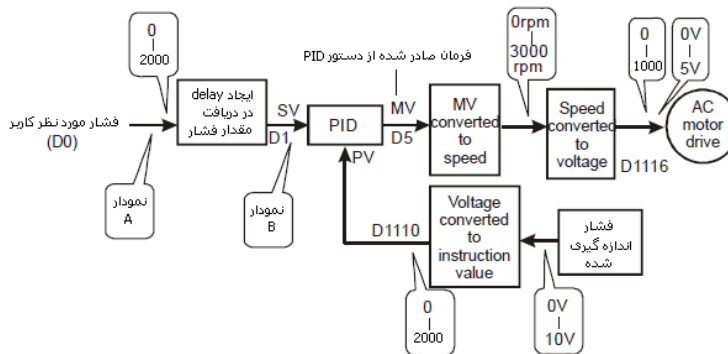 0
2000
فشار مورد نظر کاربر
(D0)
نمودار
A
ایجاد delay
در دریافت
مقدار فشار
SV
D1
نمودار
B
PID
PV
فرمان صادر شده از دستور PID
MV
D5
MV
converted
to
speed
0rpm
3000
rpm
Speed
converted
to
voltage
0
1000
0V
5V
D1116
AC
motor
drive
D1110
0
2000
Voltage
converted
to
instruction
value
0V
10V
فشار
اندازه گیری
شده